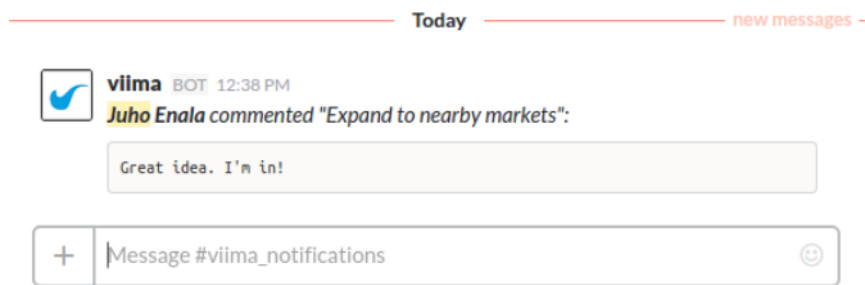 Today
new messages
viima BOT 12:38 PM
Juho Enala commented "Expand to nearby markets":
Great idea. I'm in!
Message #viima_notifications